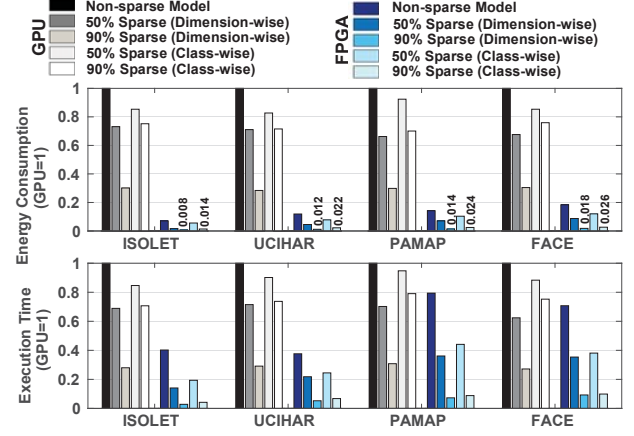 GPU
Non-sparse Model
50% Sparse (Dimension-wise)
90% Sparse (Dimension-wise)
50% Sparse (Class-wise)
90% Sparse (Class-wise)
FPGA
Non-sparse Model
50% Sparse (Dimension-wise)
90% Sparse (Dimension-wise)
50% Sparse (Class-wise)
90% Sparse (Class-wise)
Energy Consumption
(GPU=1)
1
0.8
0.6
0.4
0.2
0
0.008
0.014
0.012
0.022
0.014
0.024
0.018
0.026
ISOLET UCIHAR PAMAP FACE
Execution Time
(GPU=1)
1
0.8
0.6
0.4
0.2
0
ISOLET UCIHAR PAMAP FACE